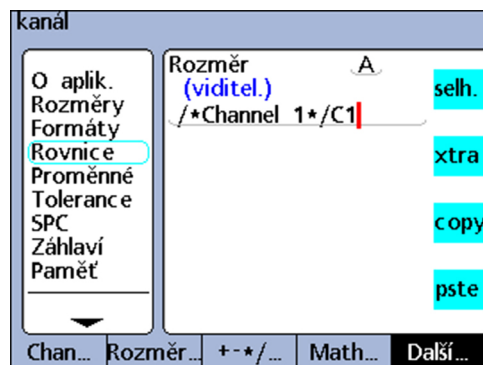 kanál
O aplik.
Rozměry
Formáty
Rovnice
Proměnné
Tolerance
SPC
Záhlaví
Paměť
Rozměr A
(viditel.)
/*Channel 1*/C1
selh.
xtra
copy
pste
Chan... Rozměr... +-*/... Math... Další...